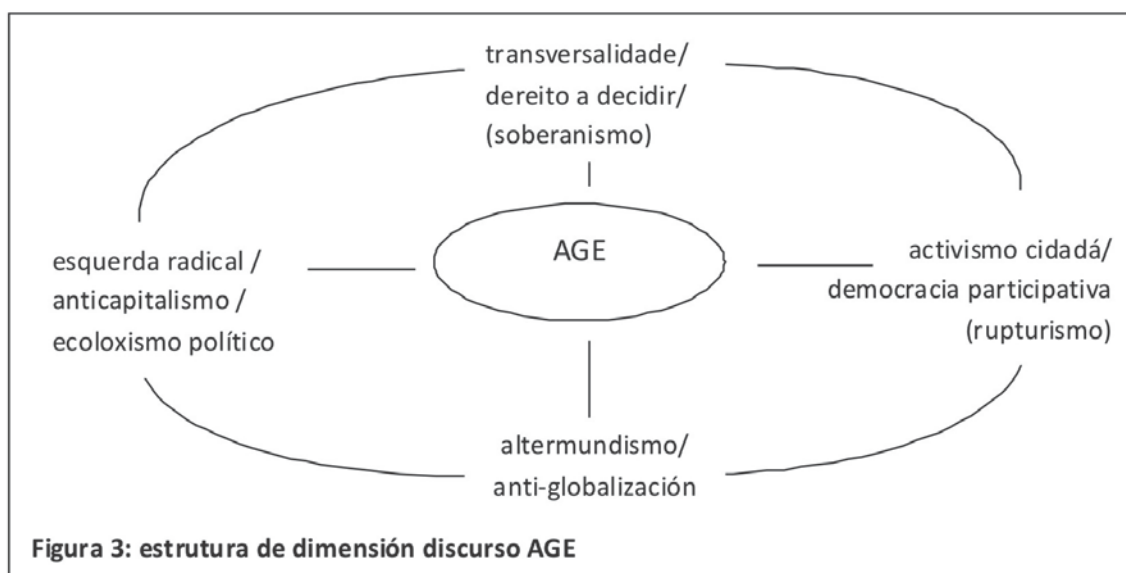 transversalidade/
dereito a decidir/
(soberanismo)
AGE
esquerda radical /
anticapitalismo /
ecoloxismo político
activismo cidadá/
democracia participativa
(rupturismo)
altermundismo/
anti-globalización
Figura 3: estrutura de dimensión discurso AGE